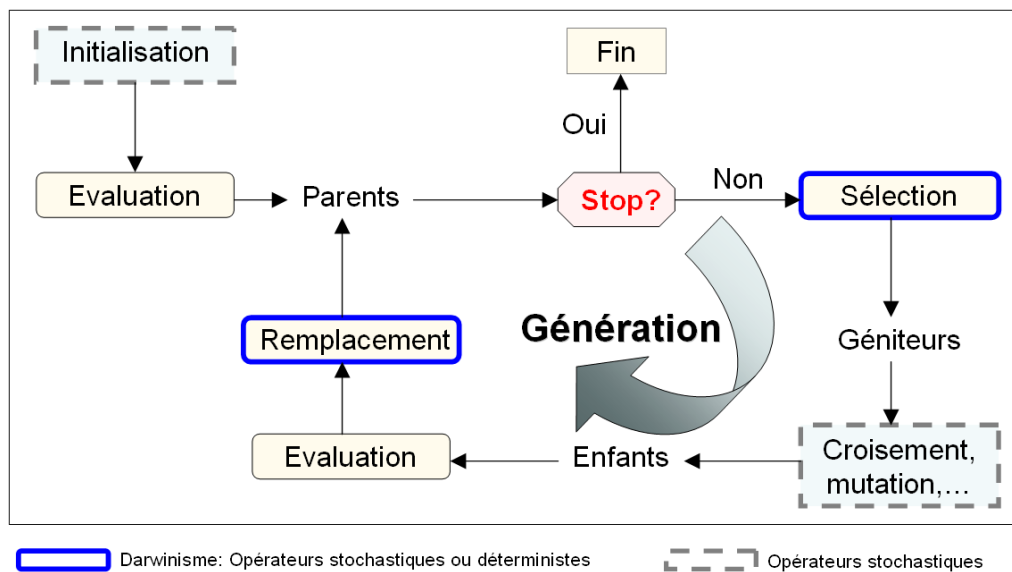 Initialisation
Fin
Oui
Evaluation
Parents
Stop?
Non
Sélection
Génération
Remplacement
Géniteurs
Evaluation
Enfants
Croisement,
mutation,...
Darwinisme: Opérateurs stochastiques ou déterministes
Opérateurs stochastiques